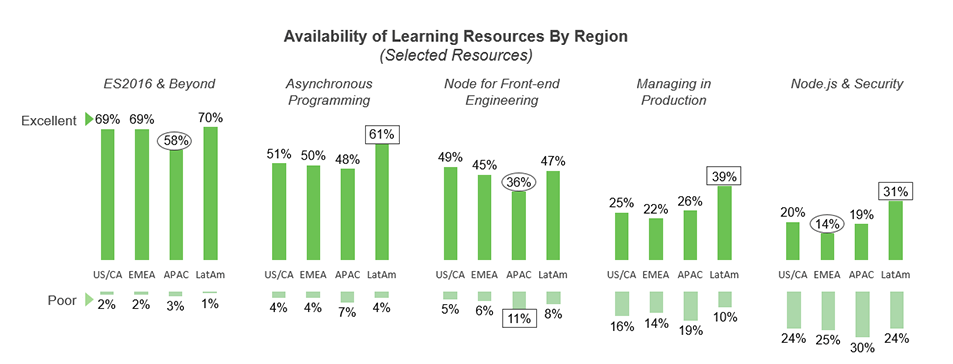 Availability of Learning Resources By Region
(Selected Resources)
ES2016 & Beyond
Asynchronous
Programming
Node for Front-end
Engineering
Managing in
Production
Node.js & Security
Excellent
69% 69% 58% 70%
51% 50% 48% 61%
49% 45% 36% 47%
25% 22% 26% 39%
20% 14% 19% 31%
US/CA EMEA APAC LatAm
US/CA EMEA APAC LatAm
US/CA EMEA APAC LatAm
US/CA EMEA APAC LatAm
US/CA EMEA APAC LatAm
Poor
2% 2% 3% 1%
4% 4% 7% 4%
5% 6% 11% 8%
16% 14% 19% 10%
24% 25% 30% 24%